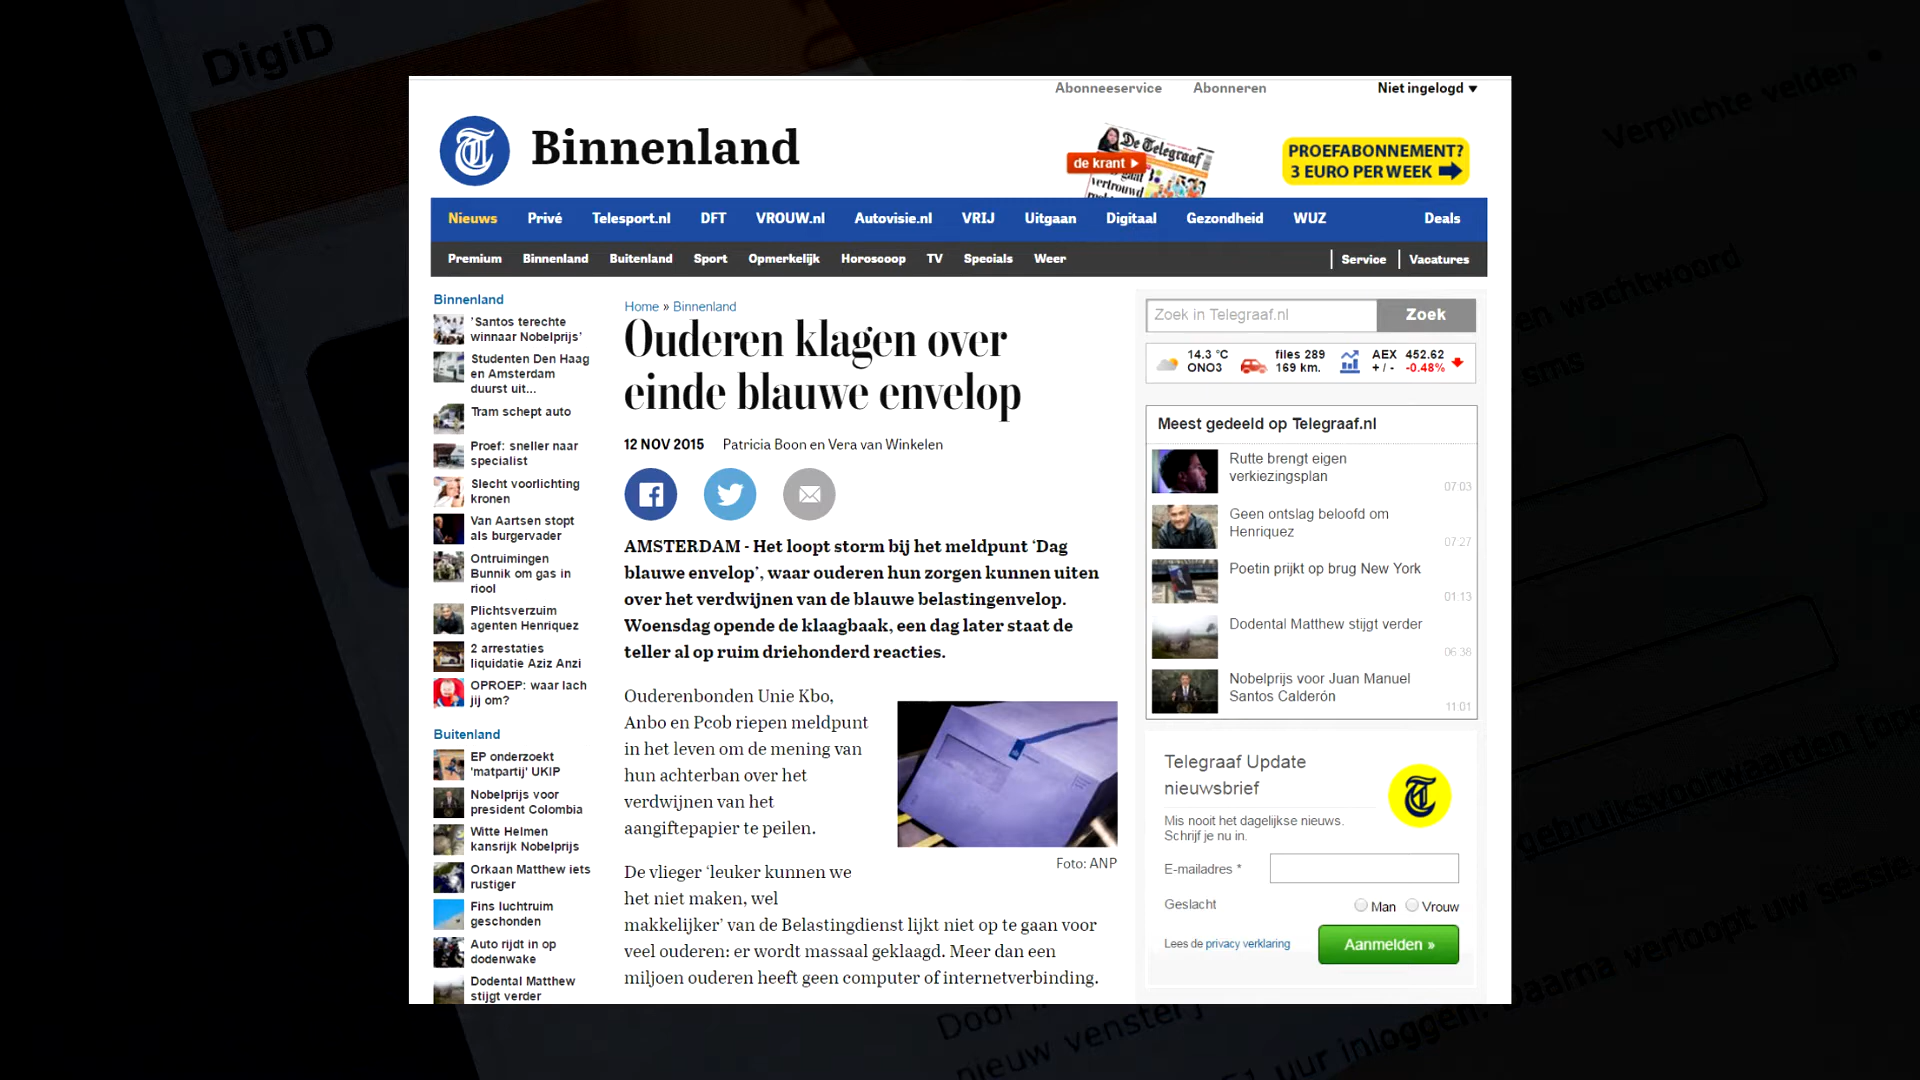 DigiD
Verplichte velden
en wachtwoord
sms
gebruiksvoorwaarden
Daarna verloopt uw sessie.
Door
nieuw venster]
uur inloggen.
Abonneeservice
Abonneren
Niet ingelogd
Binnenland
De Telegraaf
de krant
vertrouwd
PROEFABONNEMENT?
3 EURO PER WEEK
Nieuws Privé Telesport.nl DFT VROUW.nl Autovisie.nl VRIJ Uitgaan Digitaal Gezondheid WUZ Deals
Premium Binnenland Buitenland Sport Opmerkelijk Horoscoop TV Specials Weer Service Vacatures
Binnenland
'Santos terechte
winnaar Nobelprijs'
Studenten Den Haag
en Amsterdam
duurst uit...
Tram schept auto
Proef: sneller naar
specialist
Slecht voorlichting
kronen
Van Aartsen stopt
als burgervader
Ontruimingen
Bunnik om gas in
riool
Plichtsverzuim
agenten Henriquez
2 arrestaties
liquidatie Aziz Anzi
OPROEP: waar lach
jij om?
Buitenland
EP onderzoekt
'matpartij' UKIP
Nobelprijs voor
president Colombia
Witte Helmen
kansrijk Nobelprijs
Orkaan Matthew iets
rustiger
Fins luchtruim
geschonden
Auto rijdt in op
dodenwake
Dodental Matthew
stijgt verder
Home » Binnenland
Ouderen klagen over
einde blauwe envelop
12 NOV 2015 Patricia Boon en Vera van Winkelen
AMSTERDAM - Het loopt storm bij het meldpunt ‘Dag
blauwe envelop’, waar ouderen hun zorgen kunnen uiten
over het verdwijnen van de blauwe belastingenvelop.
Woensdag opende de klaagbaak, een dag later staat de
teller al op ruim driehonderd reacties.
Ouderenbonden Unie Kbo,
Anbo en Pcob riepen meldpunt
in het leven om de mening van
hun achterban over het
verdwijnen van het
aangiftepapier te peilen.
Foto: ANP
De vlieger ‘leuker kunnen we
het niet maken, wel
makkelijker’ van de Belastingdienst lijkt niet op te gaan voor
veel ouderen: er wordt massaal geklaagd. Meer dan een
miljoen ouderen heeft geen computer of internetverbinding.
Zoek in Telegraaf.nl
Zoek
14.3 °C
ONO3
files 289
169 km.
AEX 452.62
+ / - -0.48%
Meest gedeeld op Telegraaf.nl
Rutte brengt eigen
verkiezingsplan
07:03
Geen ontslag beloofd om
Henriquez
07:27
Poetin prijkt op brug New York
01:13
Dodental Matthew stijgt verder
06:38
Nobelprijs voor Juan Manuel
Santos Calderón
11:01
Telegraaf Update
nieuwsbrief
Mis nooit het dagelijkse nieuws.
Schrijf je nu in.
E-mailadres *
Geslacht
Man Vrouw
Lees de privacy verklaring
Aanmelden »